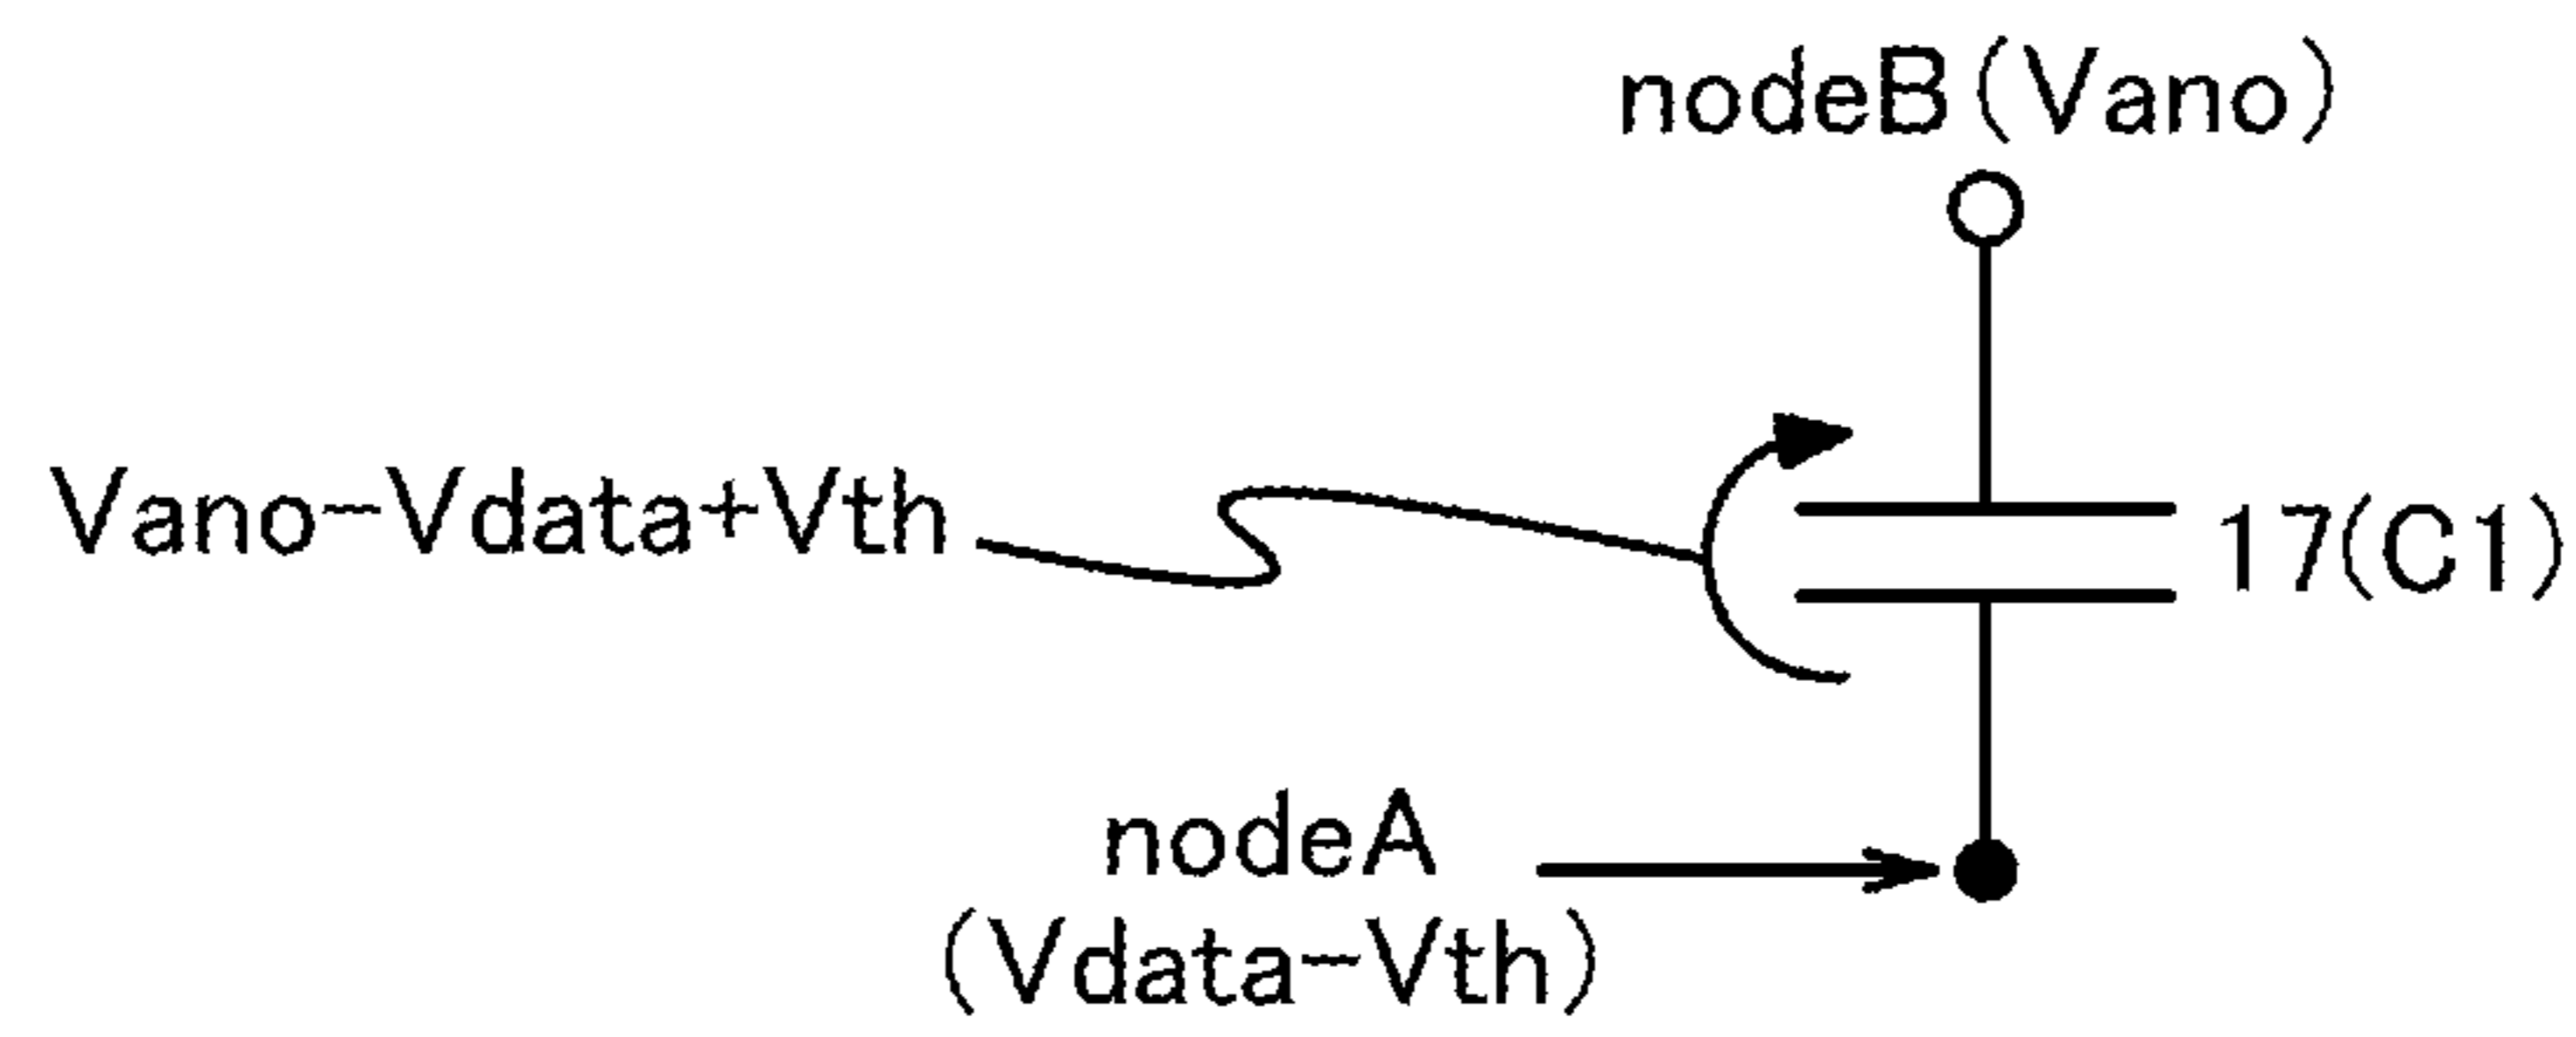 nodeB(Vano)
Vano-Vdata+Vth
17(C1)
nodeA
(Vdata-Vth)